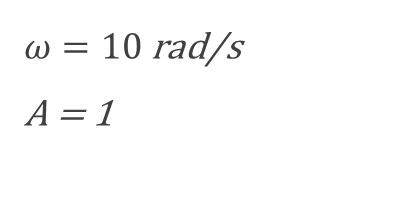 ω = 10 rad/s
A = 1